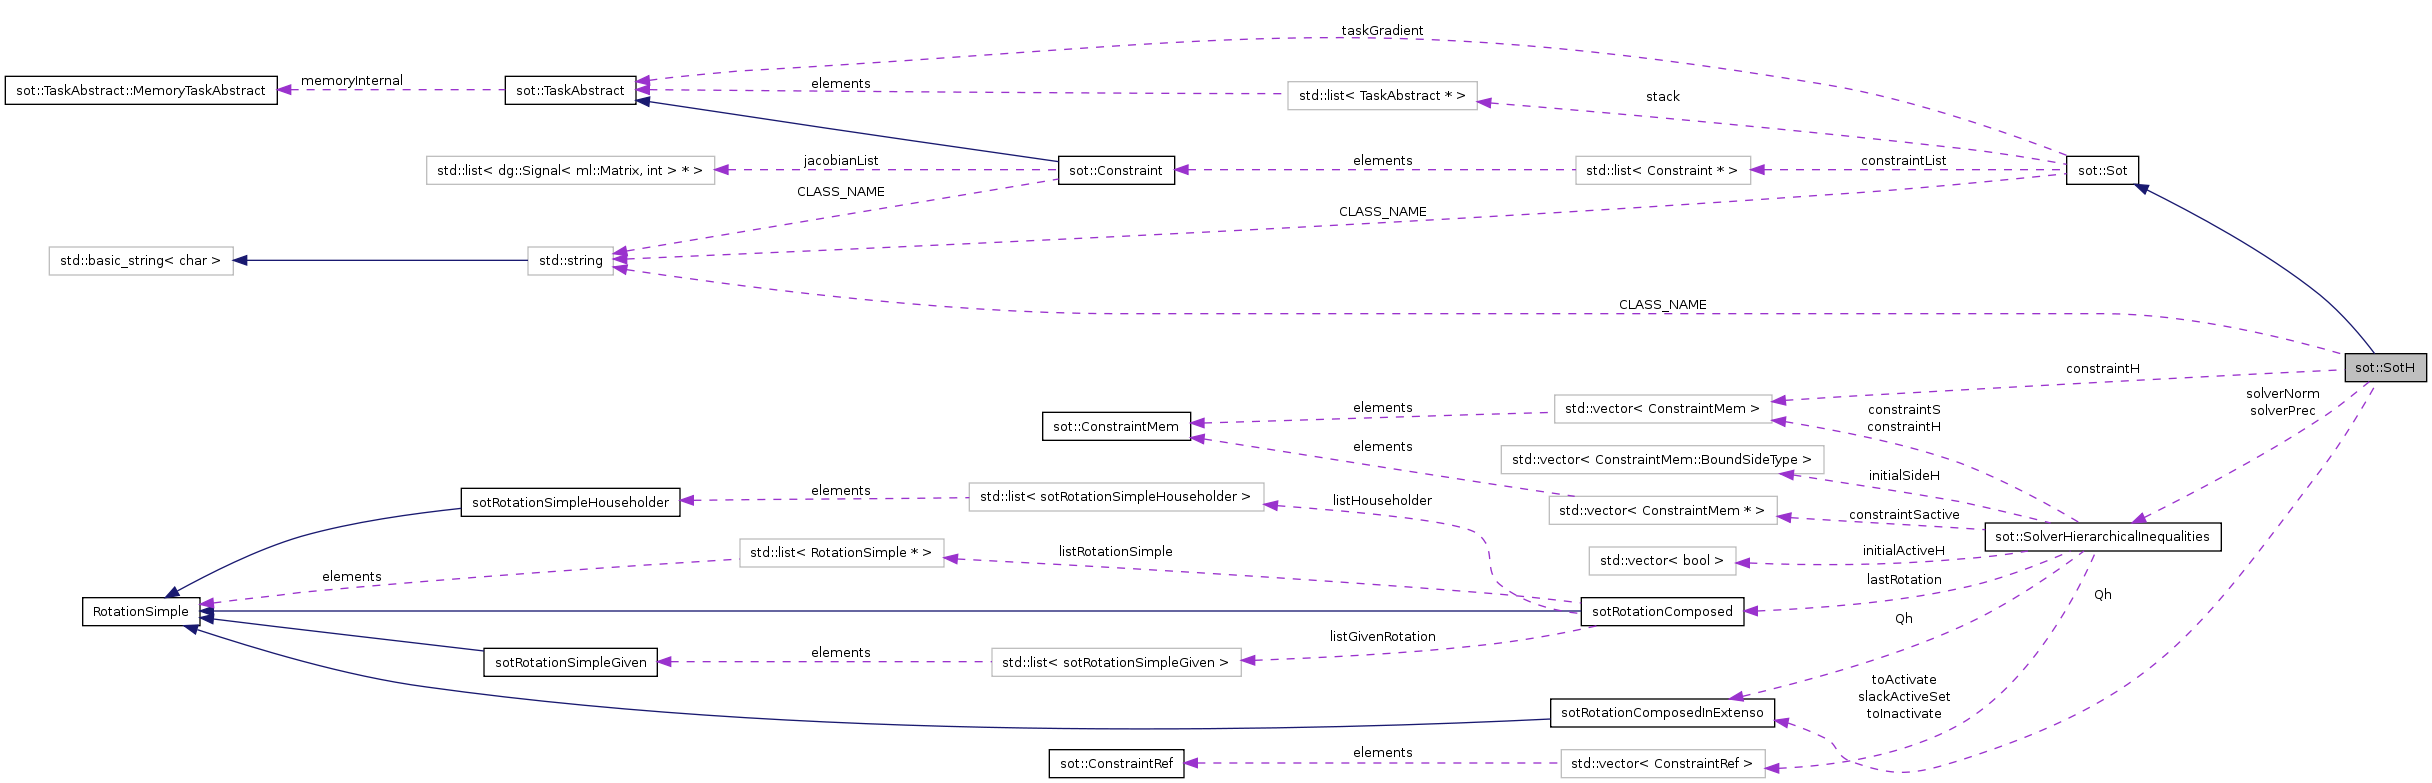 taskGradient
memoryInternal
elements
sot::TaskAbstract::MemoryTaskAbstract
sot::TaskAbstract
std::list< TaskAbstract * >
stack
jacobianList
elements
constraintList
std::list< dg::Signal< ml::Matrix, int > * >
sot::Constraint
std::list< Constraint * >
sot::Sot
CLASS_NAME
CLASS_NAME
std::basic_string< char >
std::string
CLASS_NAME
constraintH
sot::SotH
solverNorm
solverPrec
elements
std::vector< ConstraintMem >
constraintS
constraintH
sot::ConstraintMem
elements
std::vector< ConstraintMem::BoundSideType >
initialSideH
elements
std::list< sotRotationSimpleHouseholder >
sotRotationSimpleHouseholder
listHouseholder
std::vector< ConstraintMem * >
constraintSactive
sot::SolverHierarchicalInequalities
std::list< RotationSimple * >
listRotationSimple
std::vector< bool >
initialActiveH
elements
lastRotation
Qh
RotationSimple
sotRotationComposed
Qh
listGivenRotation
elements
sotRotationSimpleGiven
std::list< sotRotationSimpleGiven >
toActivate
slackActiveSet
toInactivate
sotRotationComposedInExtenso
elements
sot::ConstraintRef
std::vector< ConstraintRef >